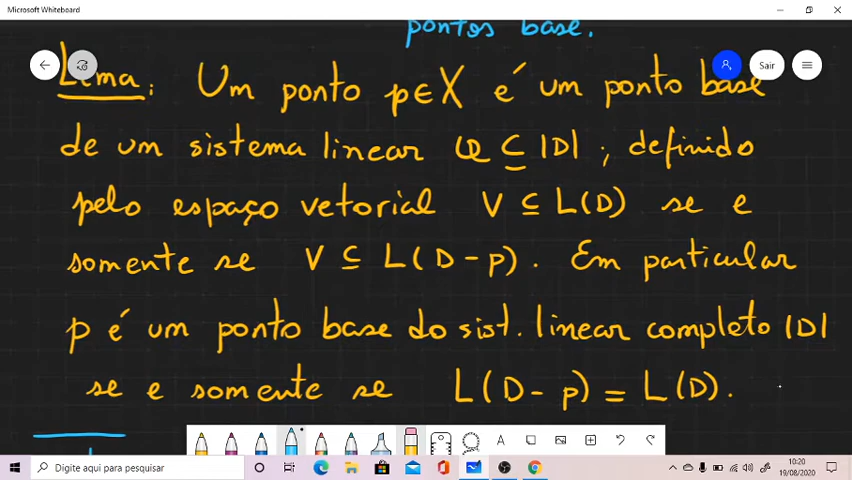 Microsoft Whiteboard
pontos base.
Lema: Um ponto p∈X é um ponto base
Sair
de um sistema linear Q ⊆ |D|, definido
pelo espaço vetorial V ⊆ L(D) se e
somente se V ⊆ L(D-p). Em particular
p é um ponto base do sist. linear completo |D|
se e somente se L(D-p) = L(D).
Digite aqui para pesquisar
10:20
19/08/2020